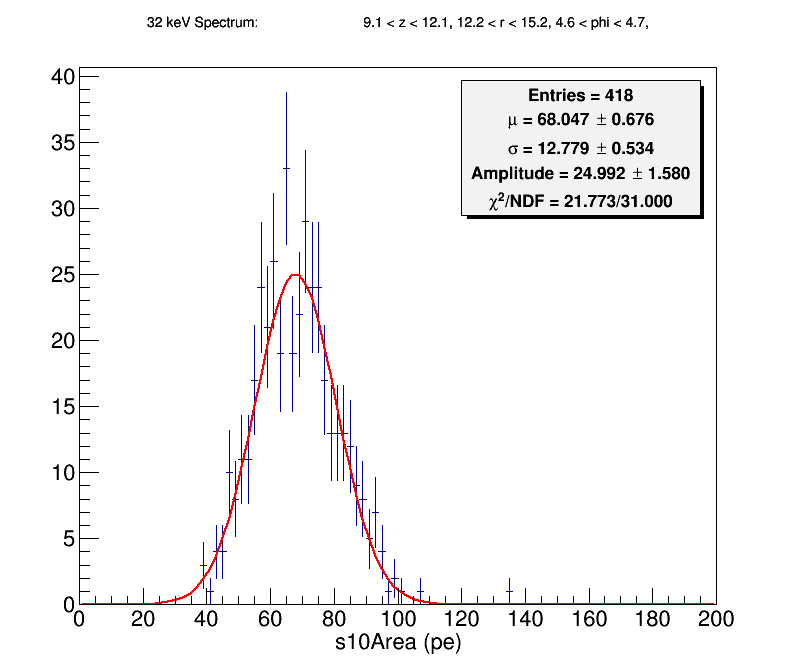 32 keV Spectrum: 9.1 < z < 12.1, 12.2 < r < 15.2, 4.6 < phi < 4.7,
Entries = 418
μ = 68.047 ± 0.676
σ = 12.779 ± 0.534
Amplitude = 24.992 ± 1.580
χ²/NDF = 21.773/31.000
40
35
30
25
20
15
10
5
0
0 20 40 60 80 100 120 140 160 180 200
s10Area (pe)